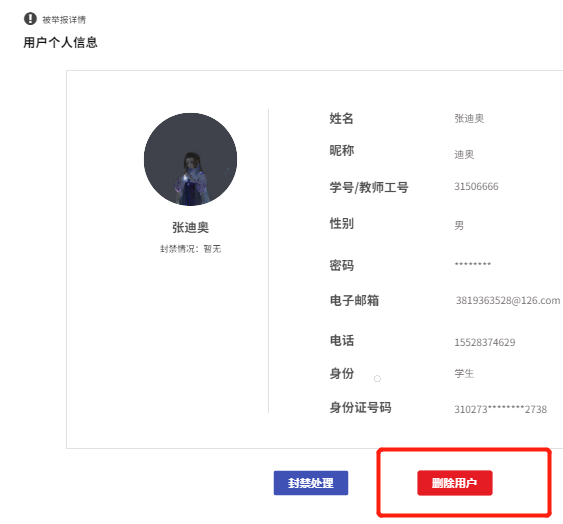 被举报详情
用户个人信息
张迪奥
封禁情况：暂无
姓名 张迪奥
昵称 迪奥
学号/教师工号 31506666
性别 男
密码 ********
电子邮箱 3819363528@126.com
电话 15528374629
身份 学生
身份证号码 310273********2738
封禁处理 删除用户